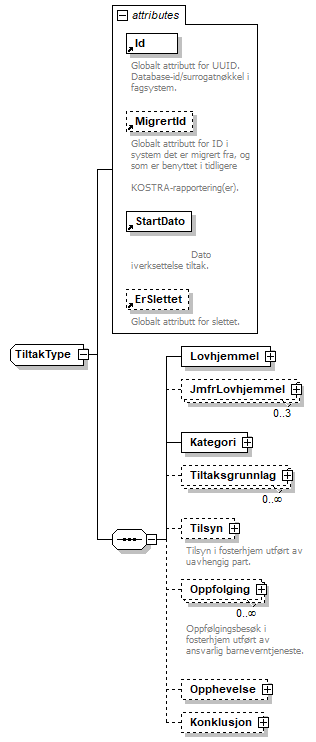 attributes
Id
Globalt attributt for UUID.
Database-id/surrogatnøkkel i
fagsystem.
MigrertId
Globalt attributt for ID i
system det er migrert fra, og
som er benyttet i tidligere
KOSTRA-rapportering(er).
StartDato
Dato
iverksettelse tiltak.
ErSlettet
Globalt attributt for slettet.
TiltakType
Lovhjemmel
JmfrLovhjemmel
0..3
Kategori
Tiltaksgrunnlag
0..∞
Tilsyn
Tilsyn i fosterhjem utført av
uavhengig part.
Oppfolging
0..∞
Oppfølgingsbesøk i
fosterhjem utført av
ansvarlig barneverntjeneste.
Opphevelse
Konklusjon